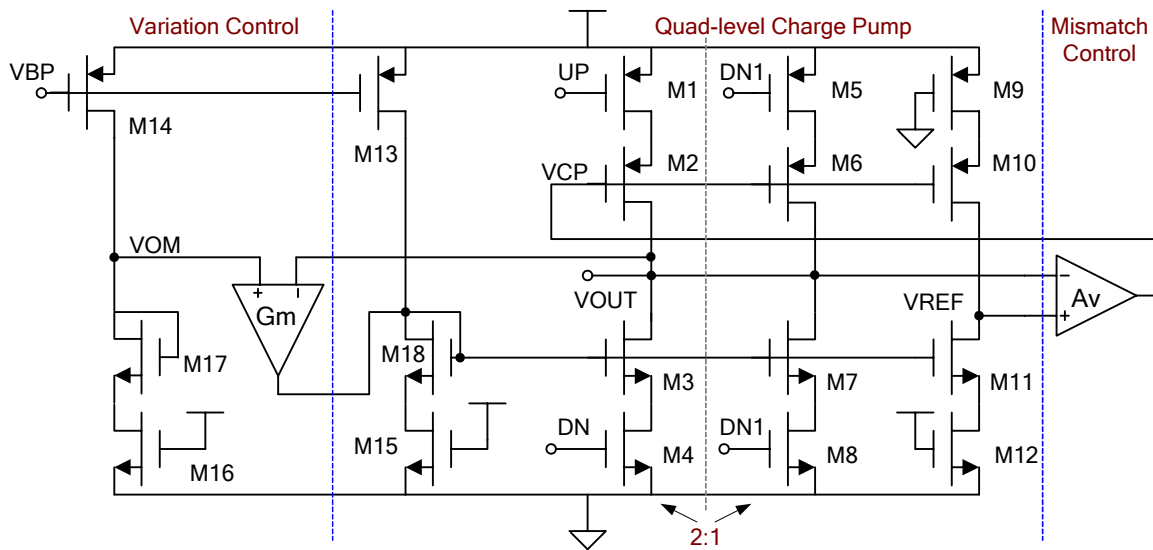 Variation Control
Quad-level Charge Pump
Mismatch
Control
VBP
UP
DN1
M14
M13
M1
M5
M9
VCP
M2
M6
M10
VOM
VOUT
VREF
+
−
Gm
−
+
Av
M17
M18
M3
M7
M11
DN
DN1
M16
M15
M4
M8
M12
2:1